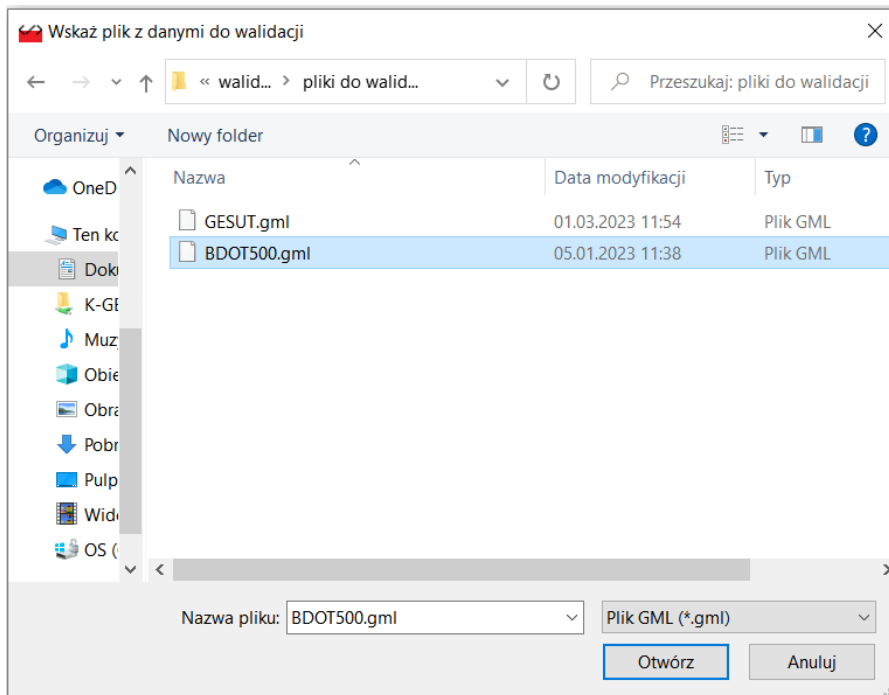 Wskaż plik z danymi do walidacji
« walid... › pliki do walid...
Przeszukaj: pliki do walidacji
Organizuj
Nowy folder
Nazwa
Data modyfikacji
Typ
OneD
Ten kc
Doku
K-GE
Muzy
Obie
Obra
Pobr
Pulp
Wide
OS (
GESUT.gml
01.03.2023 11:54
Plik GML
BDOT500.gml
05.01.2023 11:38
Plik GML
Nazwa pliku:
BDOT500.gml
Plik GML (*.gml)
Otwórz
Anuluj